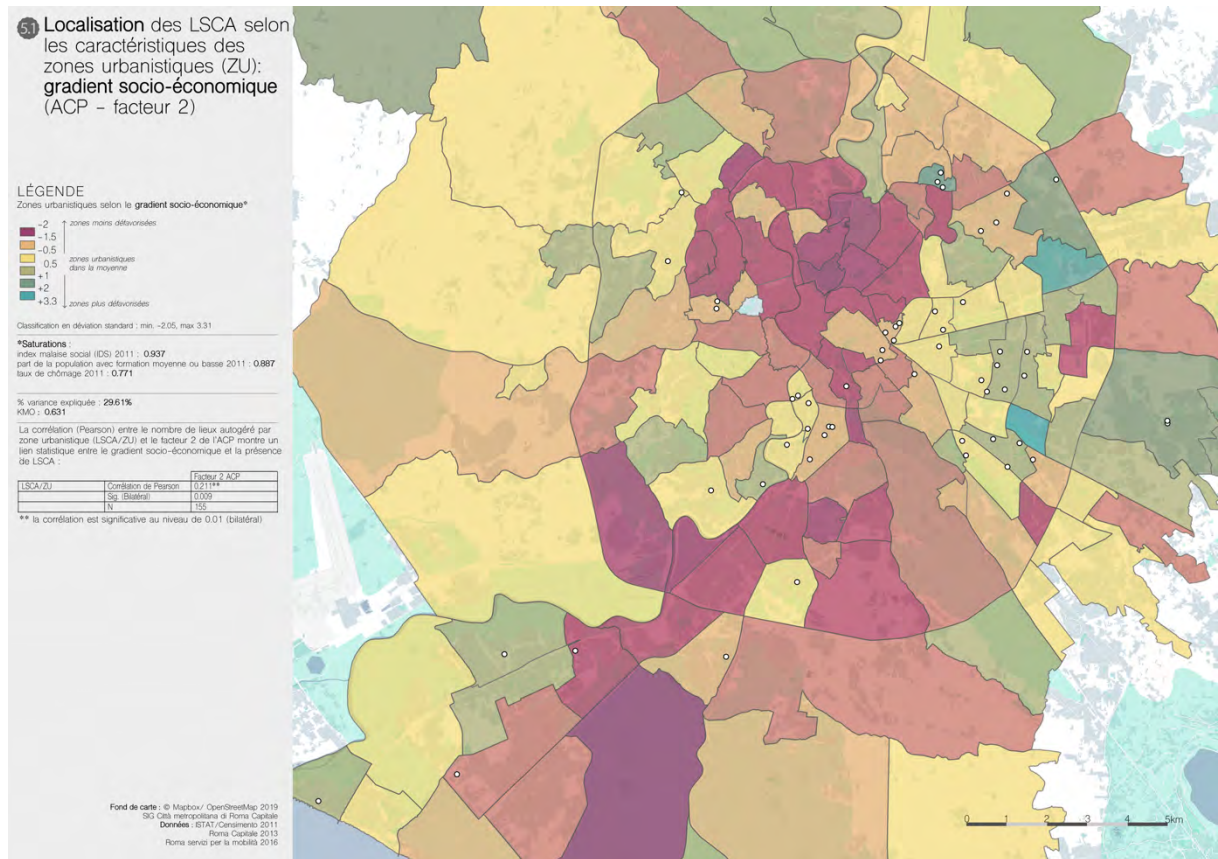 5.1 Localisation des LSCA selon
les caractéristiques des
zones urbanistiques (ZU):
gradient socio-économique
(ACP - facteur 2)
LÉGENDE
Zones urbanistiques selon le gradient socio-économique*
-2
zones moins défavorisées
-1.5
-0.5
zones urbanistiques
dans la moyenne
0.5
+1
+2
+3.3
zones plus défavorisées
Classification en déviation standard : min. -2.05, max 3.31
*Saturations :
index malaise social (IDS) 2011 : 0.937
part de la population avec formation moyenne ou basse 2011 : 0.887
taux de chômage 2011 : 0.771
% variance expliquée : 29.61%
KMO : 0.631
La corrélation (Pearson) entre le nombre de lieux autogéré par
zone urbanistique (LSCA/ZU) et le facteur 2 de l'ACP montre un
lien statistique entre le gradient socio-économique et la présence
de LSCA :
Facteur 2 ACP
LSCA/ZU Corrélation de Pearson 0.211**
Sig. (Bilatéral) 0.009
N 155
** la corrélation est significative au niveau de 0.01 (bilatéral)
Fond de carte : © Mapbox/ OpenStreetMap 2019
SIG Città metropolitana di Roma Capitale
Données : ISTAT/Censimento 2011
Roma Capitale 2013
Roma servizi per la mobilità 2016
0 1 2 3 4 5km